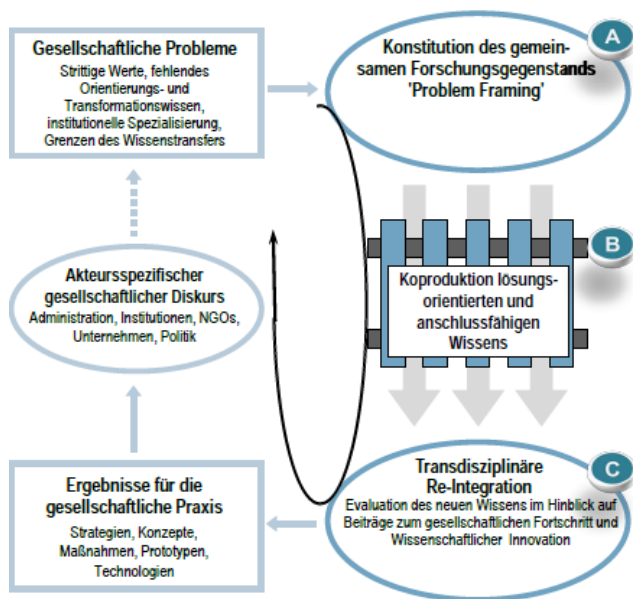 Gesellschaftliche Probleme
Strittige Werte, fehlendes
Orientierungs- und
Transformationswissen,
institutionelle Spezialisierung,
Grenzen des Wissenstransfers
A
Konstitution des gemein-
samen Forschungsgegenstands
'Problem Framing'
B
Koproduktion lösungs-
orientierten und
anschlussfähigen
Wissens
Akteursspezifischer
gesellschaftlicher Diskurs
Administration, Institutionen, NGOs,
Unternehmen, Politik
C
Transdisziplinäre
Re-Integration
Evaluation des neuen Wissens im Hinblick auf
Beiträge zum gesellschaftlichen Fortschritt und
Wissenschaftlicher Innovation
Ergebnisse für die
gesellschaftliche Praxis
Strategien, Konzepte,
Maßnahmen, Prototypen,
Technologien